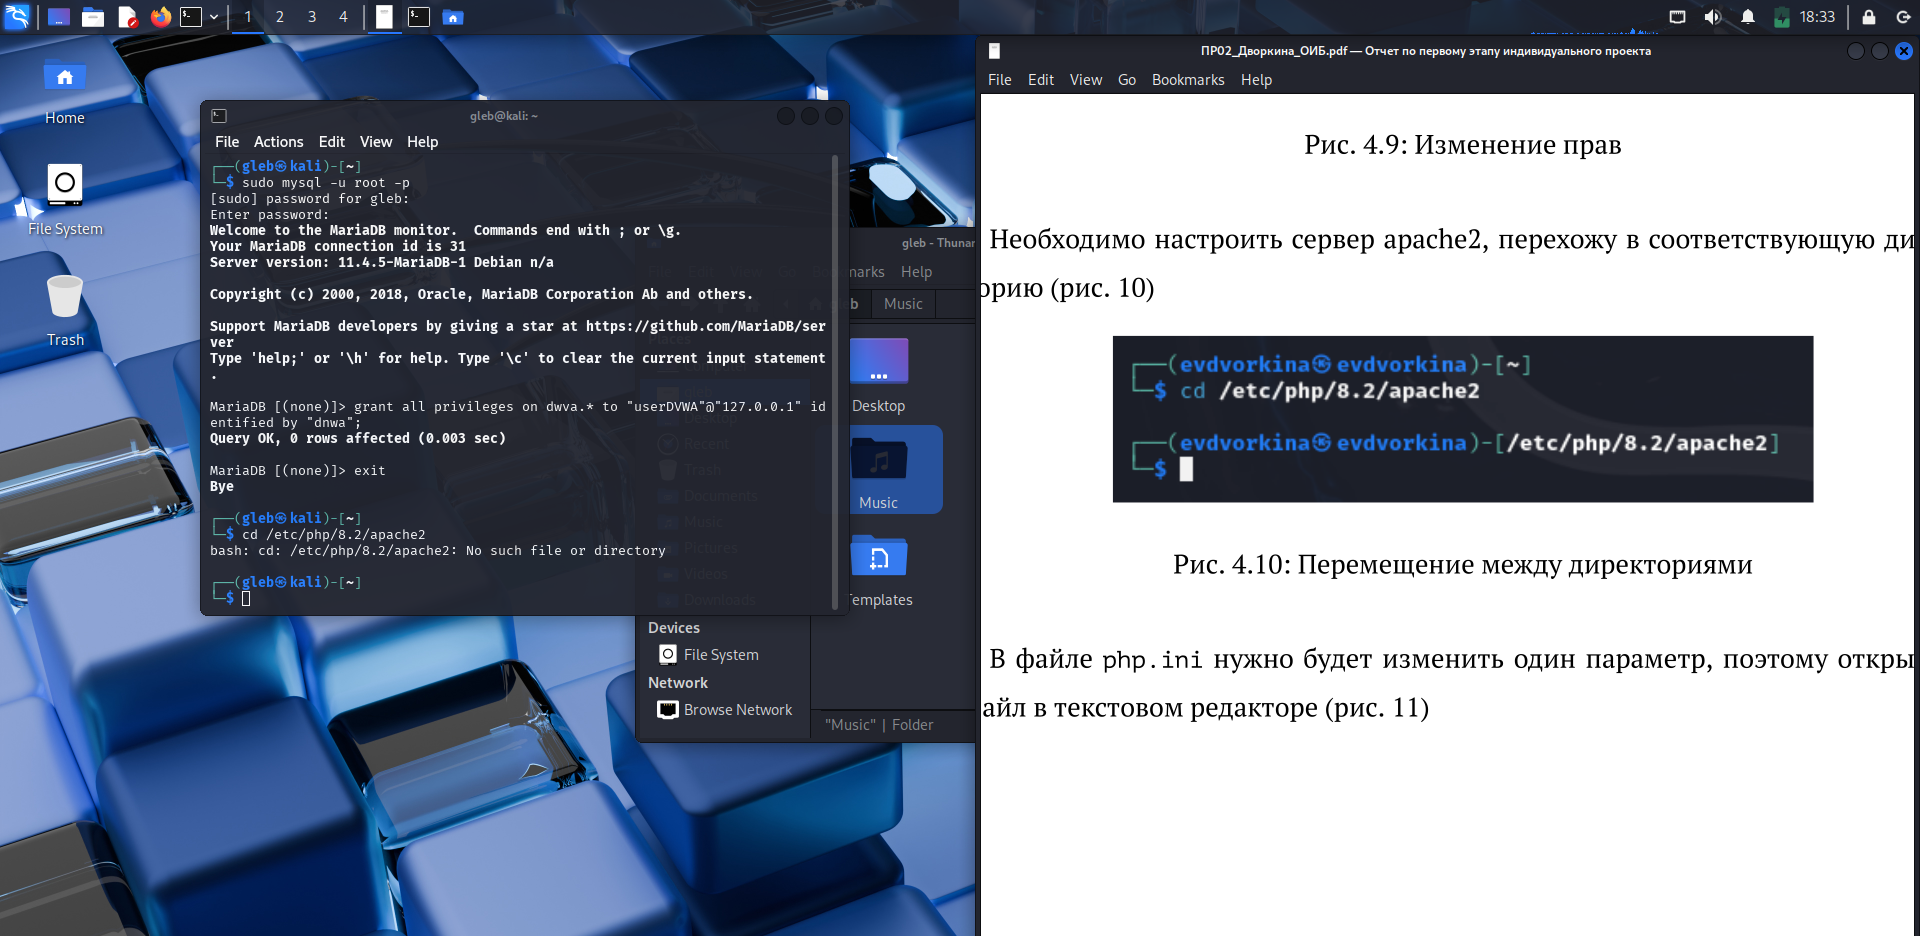 1 2 3 4
18:33
Home
File System
Trash
gleb@kali: ~
File Actions Edit View Help
┌──(gleb㉿kali)-[~]
└─$ sudo mysql -u root -p
[sudo] password for gleb:
Enter password:
Welcome to the MariaDB monitor.  Commands end with ; or \g.
Your MariaDB connection id is 31
Server version: 11.4.5-MariaDB-1 Debian n/a
Copyright (c) 2000, 2018, Oracle, MariaDB Corporation Ab and others.
Support MariaDB developers by giving a star at https://github.com/MariaDB/ser
ver
Type 'help;' or '\h' for help. Type '\c' to clear the current input statement
.
MariaDB [(none)]> grant all privileges on dwva.* to "userDVWA"@"127.0.0.1" id
entified by "dnwa";
Query OK, 0 rows affected (0.003 sec)
MariaDB [(none)]> exit
Bye
┌──(gleb㉿kali)-[~]
└─$ cd /etc/php/8.2/apache2
bash: cd: /etc/php/8.2/apache2: No such file or directory
┌──(gleb㉿kali)-[~]
└─$
gleb - Thunar
marks Help
b Music
Desktop
Recent
Trash
Documents
Music
Pictures
Videos
Downloads
Devices
File System
Network
Browse Network
Desktop
Music
Templates
"Music" | Folder
ПР02_Дворкина_ОИБ.pdf — Отчет по первому этапу индивидуального проекта
File Edit View Go Bookmarks Help
Рис. 4.9: Изменение прав
Необходимо настроить сервер apache2, перехожу в соответствующую ди
орию (рис. 10)
┌──(evdvorkina㉿evdvorkina)-[~]
└─$ cd /etc/php/8.2/apache2
┌──(evdvorkina㉿evdvorkina)-[/etc/php/8.2/apache2]
└─$
Рис. 4.10: Перемещение между директориями
В файле php.ini нужно будет изменить один параметр, поэтому откры
айл в текстовом редакторе (рис. 11)